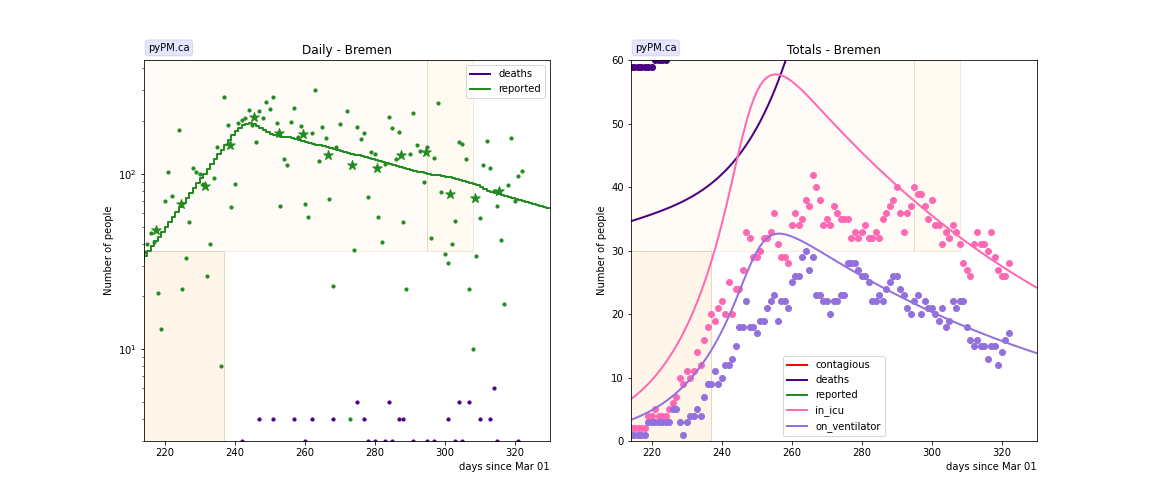 pyPM.ca
Daily - Bremen
deaths
reported
Number of people
10²
10¹
220
240
260
280
300
320
days since Mar 01
pyPM.ca
Totals - Bremen
Number of people
60
50
40
30
20
10
0
contagious
deaths
reported
in_icu
on_ventilator
220
240
260
280
300
320
days since Mar 01